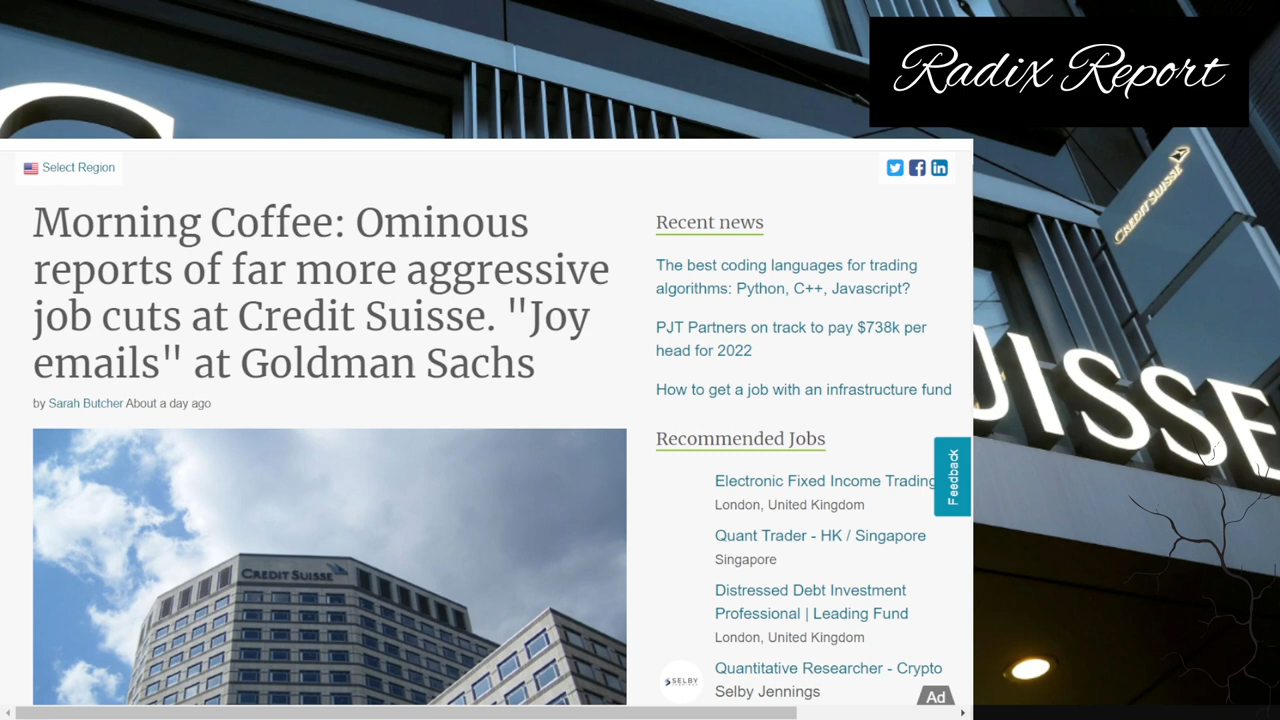 Radix Report
Select Region
Morning Coffee: Ominous
reports of far more aggressive
job cuts at Credit Suisse. "Joy
emails" at Goldman Sachs
by Sarah Butcher About a day ago
CREDIT SUISSE
Recent news
The best coding languages for trading
algorithms: Python, C++, Javascript?
PJT Partners on track to pay $738k per
head for 2022
How to get a job with an infrastructure fund
Recommended Jobs
Electronic Fixed Income Trading
London, United Kingdom
Quant Trader - HK / Singapore
Singapore
Distressed Debt Investment
Professional | Leading Fund
London, United Kingdom
Quantitative Researcher - Crypto
Selby Jennings
SELBY
Feedback
Ad
CREDIT SUISSE
UISSE